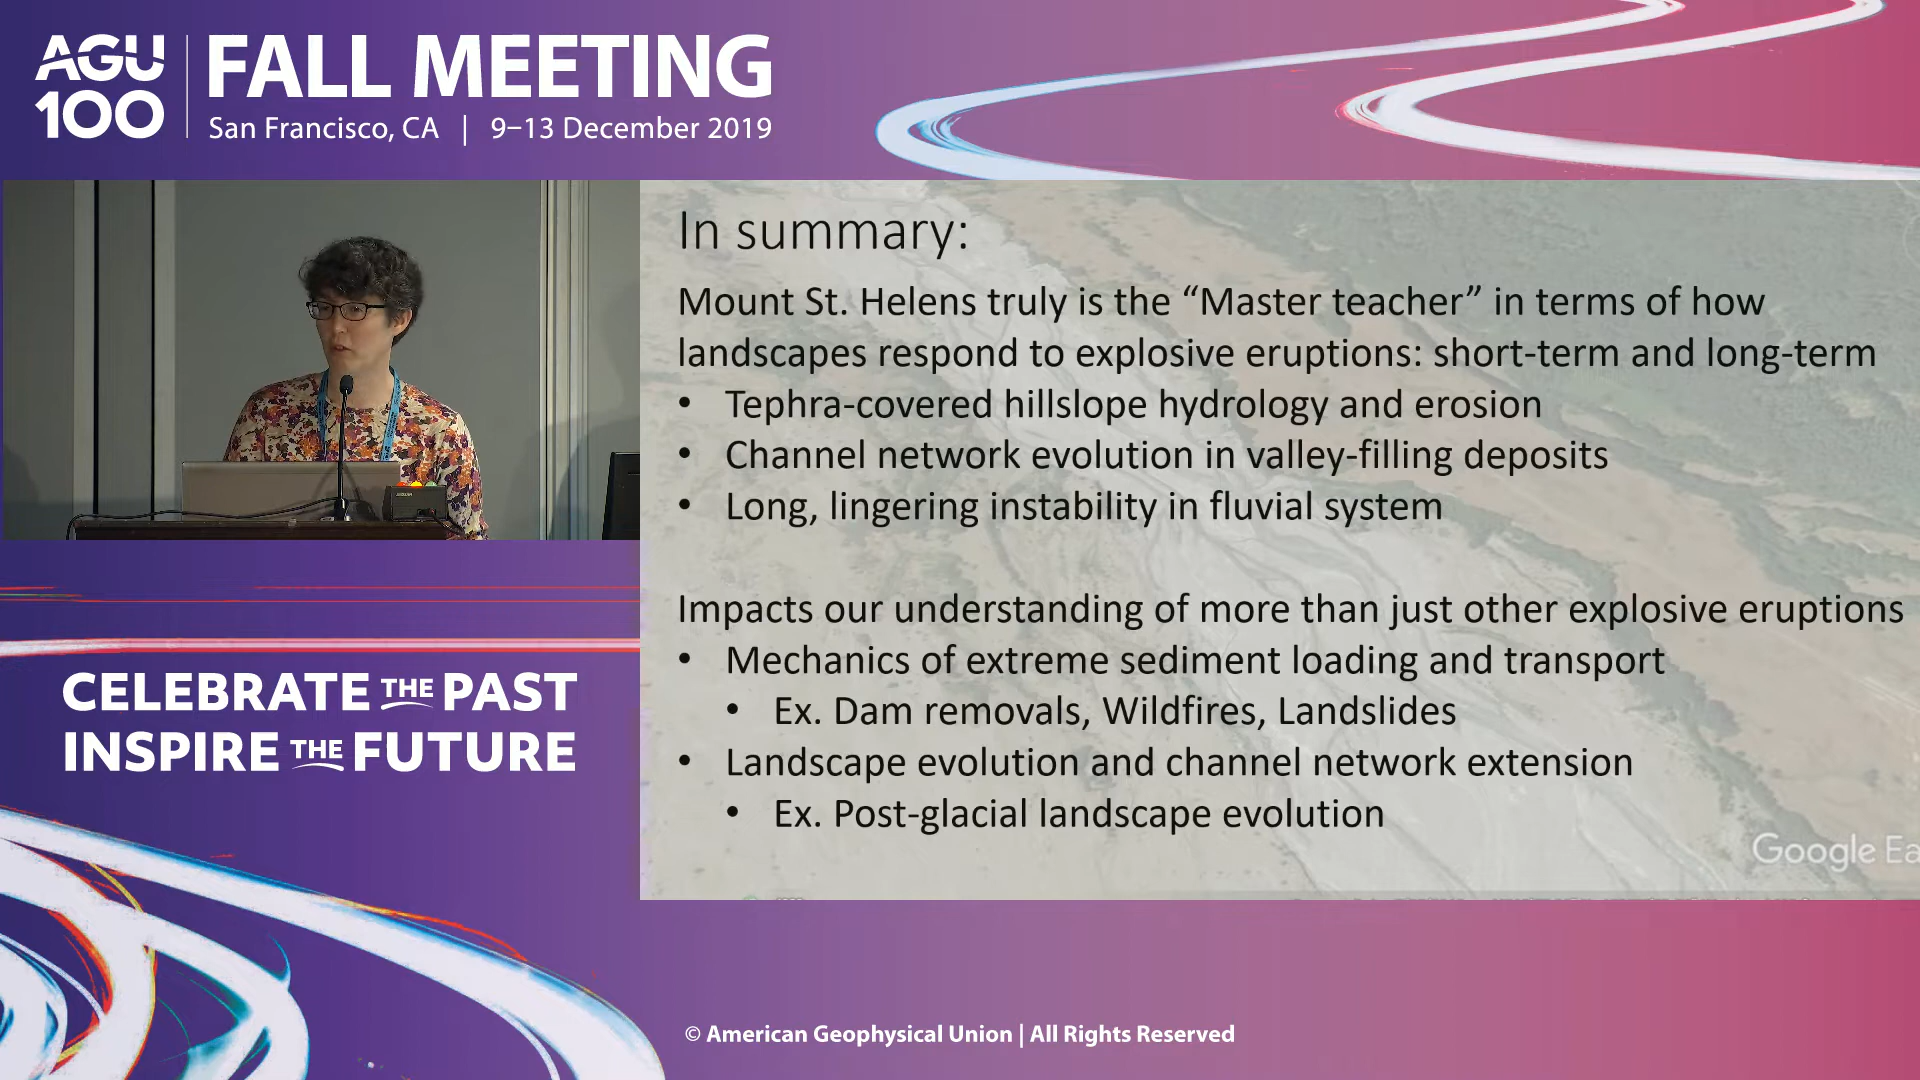 AGU
100
FALL MEETING
San Francisco, CA | 9–13 December 2019
In summary:
Mount St. Helens truly is the “Master teacher” in terms of how
landscapes respond to explosive eruptions: short-term and long-term
• Tephra-covered hillslope hydrology and erosion
• Channel network evolution in valley-filling deposits
• Long, lingering instability in fluvial system
Impacts our understanding of more than just other explosive eruptions
• Mechanics of extreme sediment loading and transport
• Ex. Dam removals, Wildfires, Landslides
• Landscape evolution and channel network extension
• Ex. Post-glacial landscape evolution
Google Ea
CELEBRATE THE PAST
INSPIRE THE FUTURE
© American Geophysical Union | All Rights Reserved